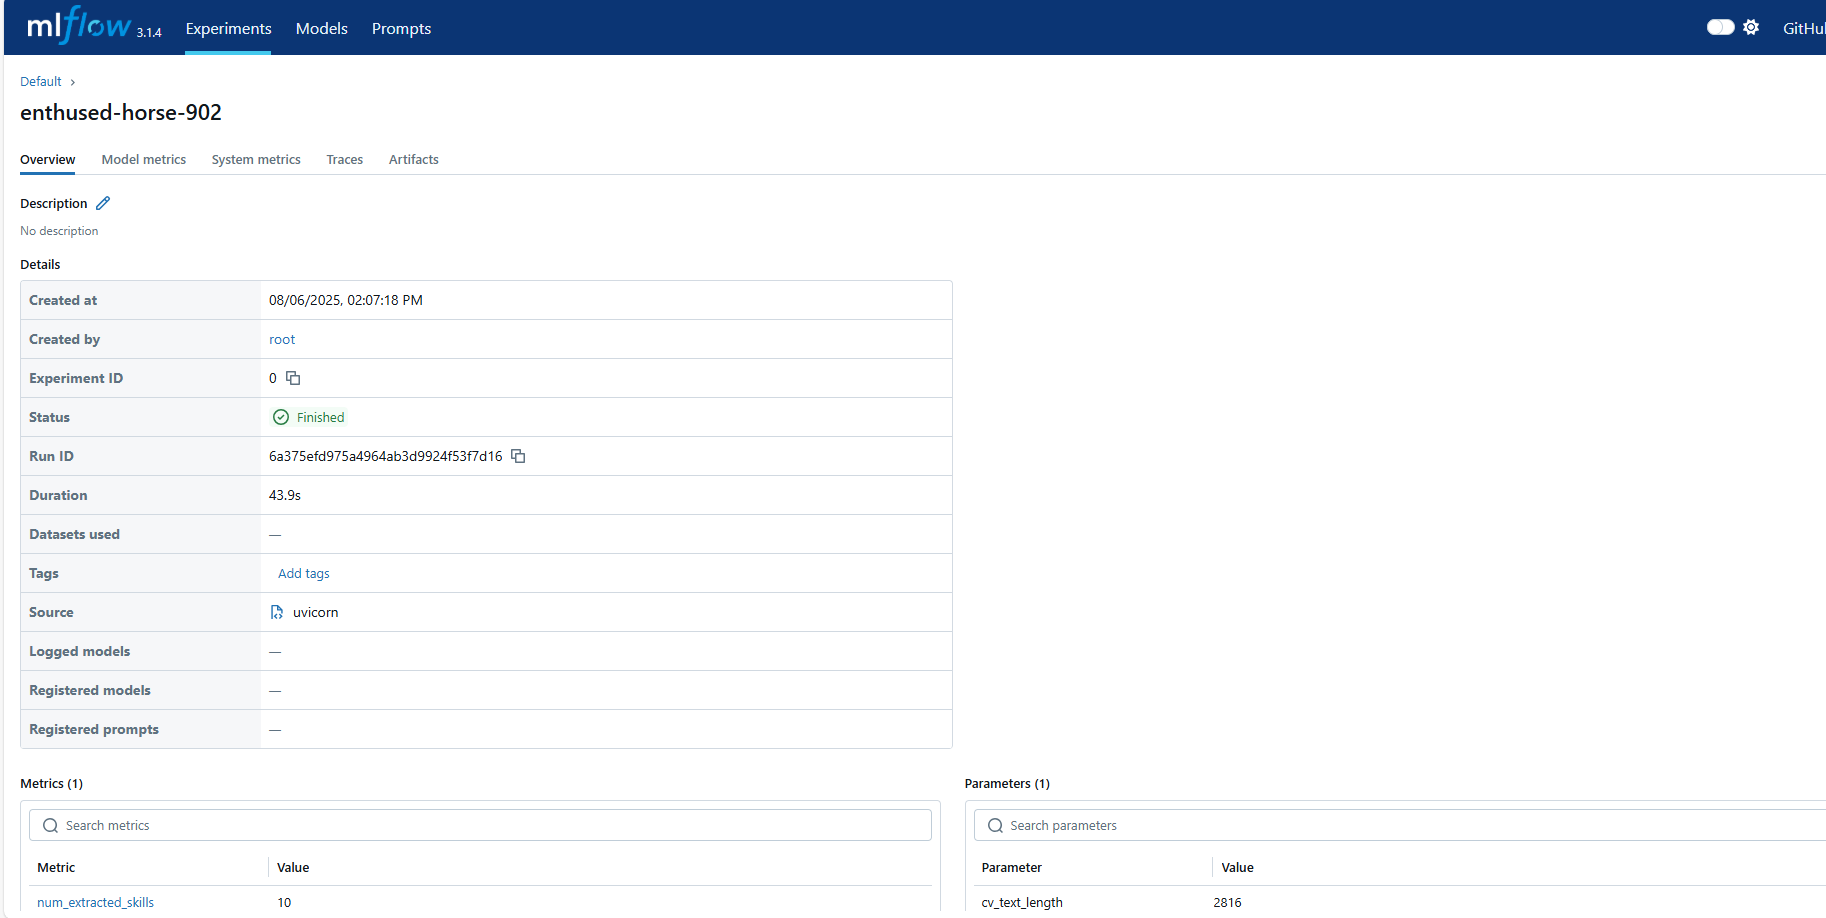 mlflow 3.1.4 Experiments Models Prompts GitHu
Default
enthused-horse-902
Overview Model metrics System metrics Traces Artifacts
Description
No description
Details
Created at 08/06/2025, 02:07:18 PM
Created by root
Experiment ID 0
Status Finished
Run ID 6a375efd975a4964ab3d9924f53f7d16
Duration 43.9s
Datasets used —
Tags Add tags
Source uvicorn
Logged models —
Registered models —
Registered prompts —
Metrics (1) Parameters (1)
Search metrics Search parameters
Metric Value Parameter Value
num_extracted_skills 10 cv_text_length 2816